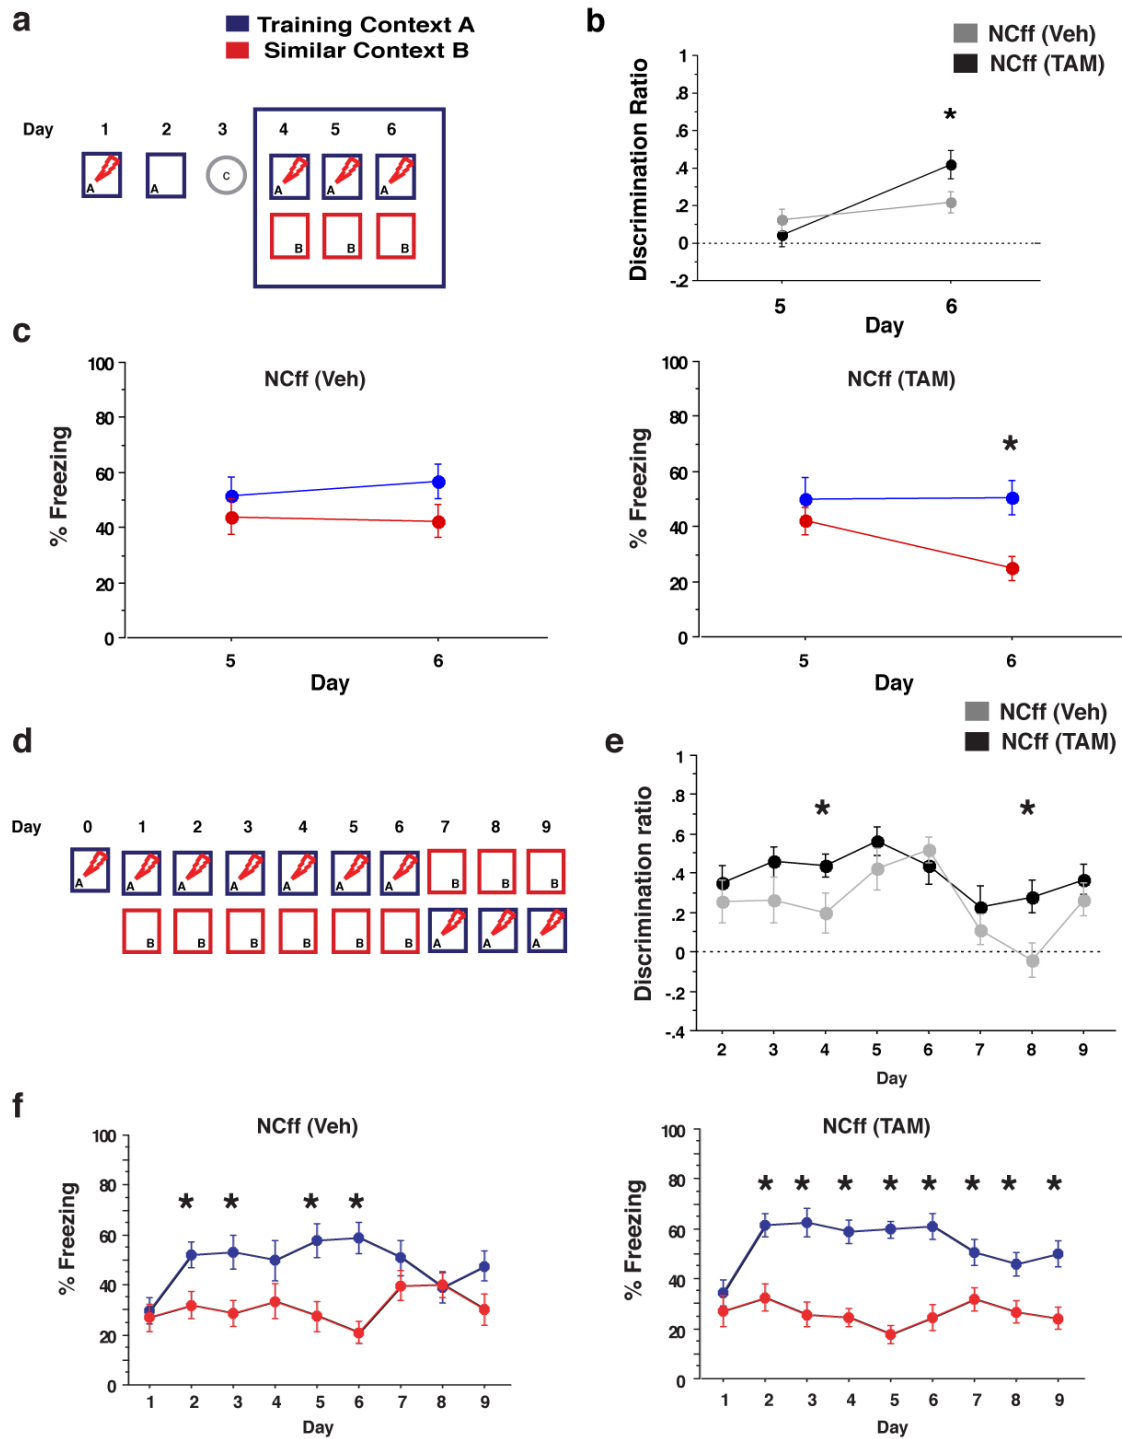 a
Training Context A
Similar Context B
Day 1 2 3 4 5 6
A A C A A A
B B B
b
NCff (Veh)
NCff (TAM)
Discrimination Ratio
1
.8
.6
.4
.2
0
-.2
*
5 6
Day
c
NCff (Veh)
% Freezing
100
80
60
40
20
0
5 6
Day
NCff (TAM)
% Freezing
100
80
60
40
20
0
*
5 6
Day
d
Day 0 1 2 3 4 5 6 7 8 9
A A A A A A A B B B
B B B B B B A A A
e
NCff (Veh)
NCff (TAM)
Discrimination ratio
1
.8
.6
.4
.2
0
-.2
-.4
* *
2 3 4 5 6 7 8 9
Day
f
NCff (Veh)
% Freezing
100
80
60
40
20
0
* * * *
1 2 3 4 5 6 7 8 9
Day
NCff (TAM)
% Freezing
100
80
60
40
20
0
* * * * * * * *
1 2 3 4 5 6 7 8 9
Day